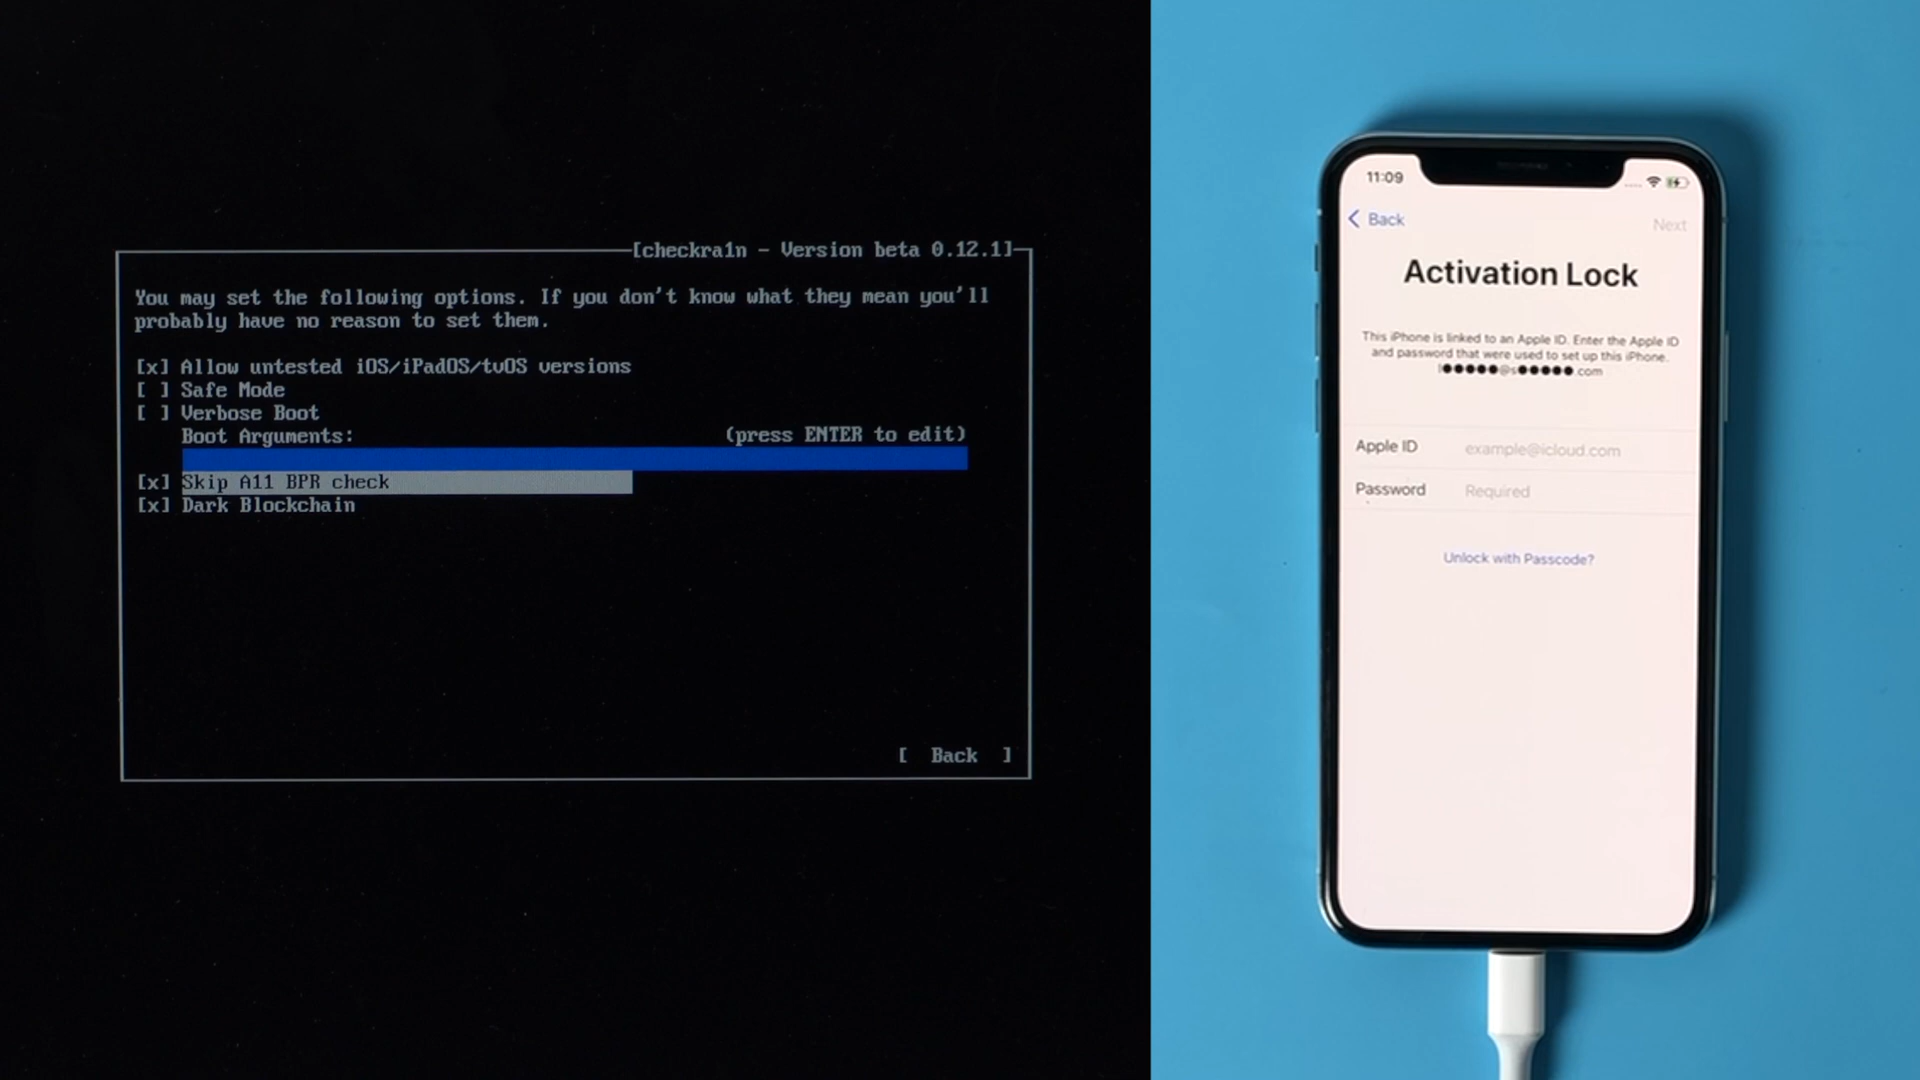 [checkra1n - Version beta 0.12.1]
You may set the following options. If you don't know what they mean you'll
probably have no reason to set them.
[x] Allow untested iOS/iPadOS/tvOS versions
[ ] Safe Mode
[ ] Verbose Boot
Boot Arguments: (press ENTER to edit)
[x] Skip A11 BPR check
[x] Dark Blockchain
[ Back ]
11:09
Back
Next
Activation Lock
This iPhone is linked to an Apple ID. Enter the Apple ID
and password that were used to set up this iPhone.
l●●●●●@s●●●●●.com
Apple ID example@icloud.com
Password Required
Unlock with Passcode?